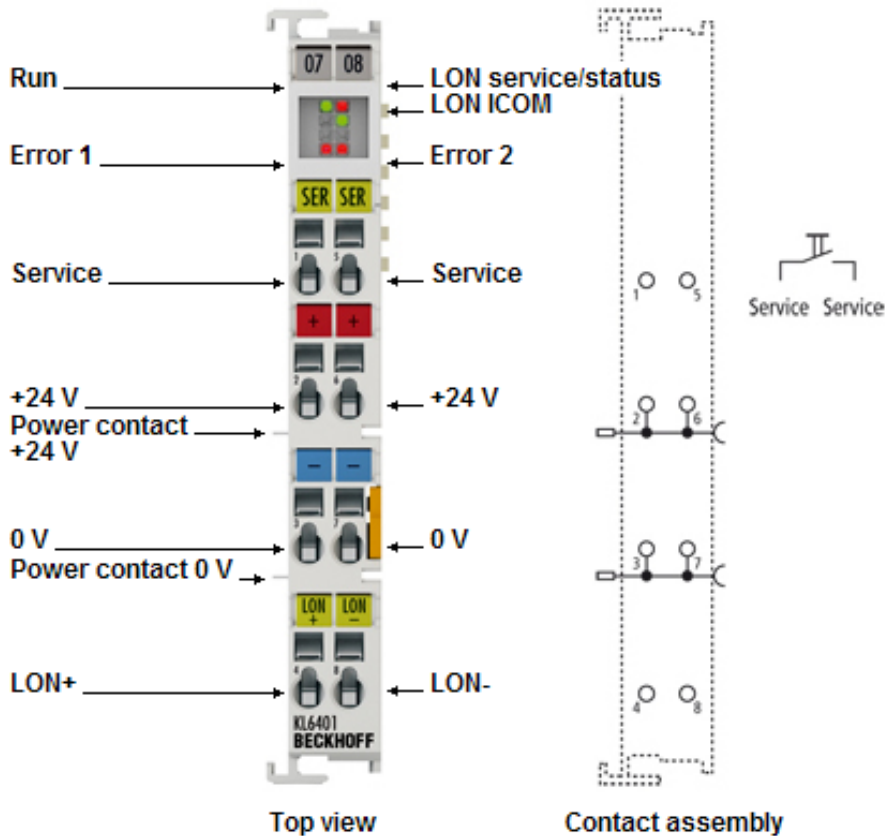 07 08
Run
LON service/status
LON ICOM
Error 1
Error 2
SER SER
1 5
Service
Service
Service Service
1 5
+ +
2 6
+24 V
+24 V
Power contact
+24 V
2 6
- -
3 7
0 V
0 V
Power contact 0 V
3 7
LON + LON -
4 8
LON+
LON-
4 8
KL6401
BECKHOFF
Top view
Contact assembly